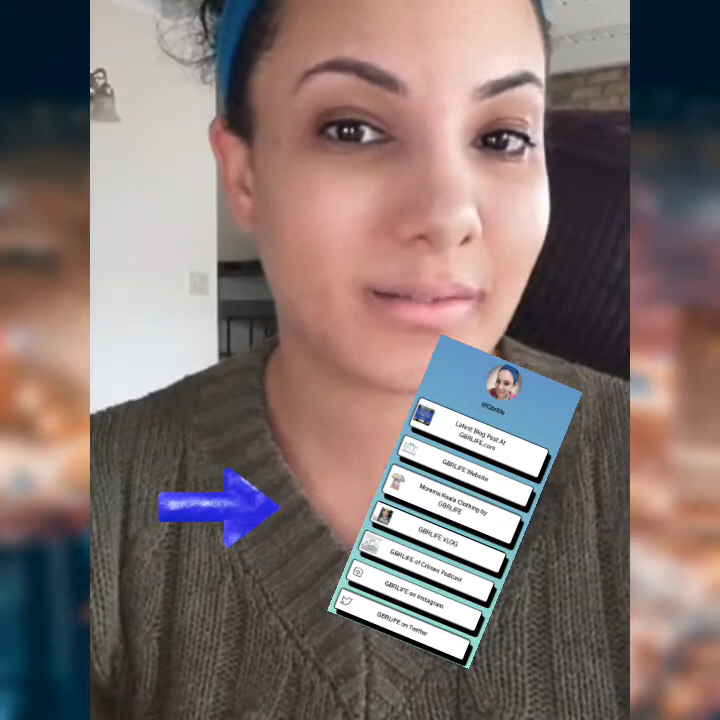 @Gbrlife
Latest Blog Post At
GBRLIFE.com
GBRLIFE Website
Momma Koala Clothing by
GBRLIFE
GBRLIFE VLOG
GBRLIFE of Crimes Podcast
GBRLIFE on Instagram
GBRLIFE on Twitter